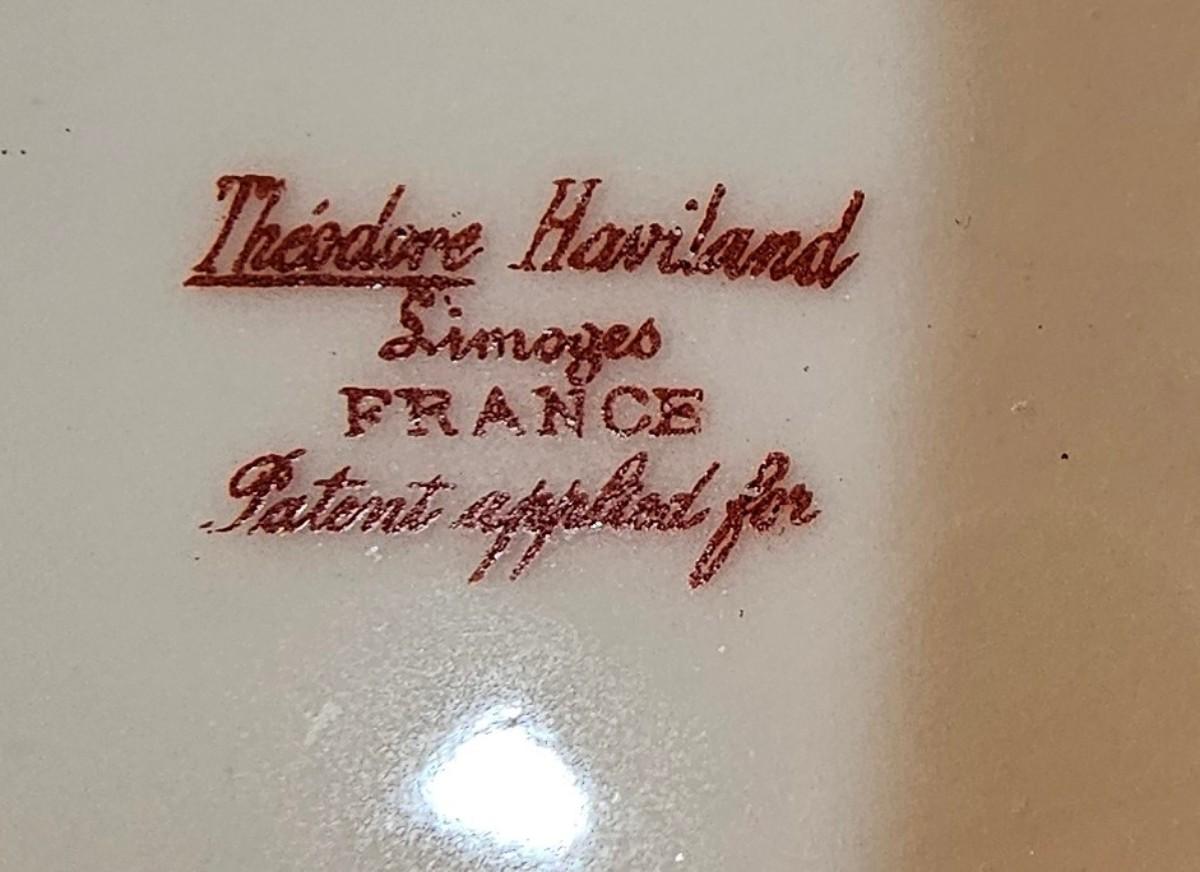 Théodore Haviland
Limoges
FRANCE
Patent applied for